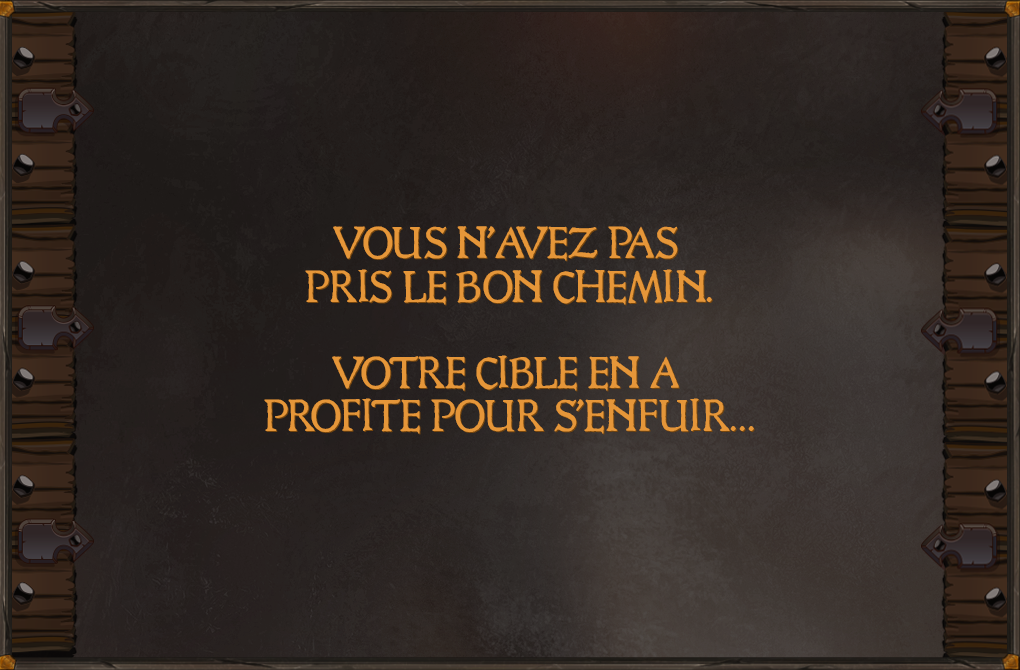 VOUS N'AVEZ PAS
PRIS LE BON CHEMIN.
VOTRE CIBLE EN A
PROFITE POUR S'ENFUIR...